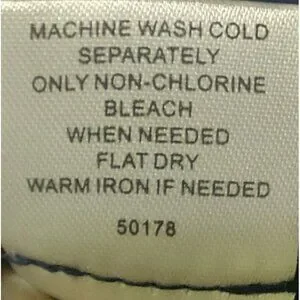 MACHINE WASH COLD
SEPARATELY
ONLY NON-CHLORINE
BLEACH
WHEN NEEDED
FLAT DRY
WARM IRON IF NEEDED
50178